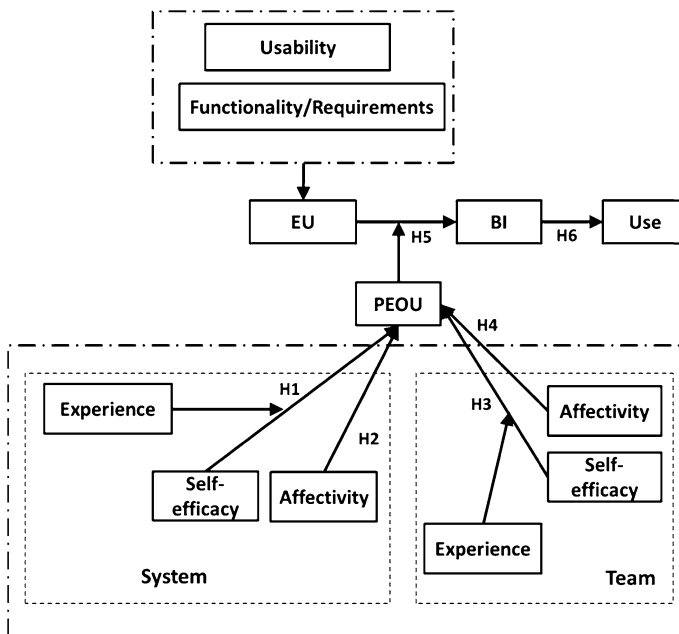 Usability
Functionality/Requirements
EU
BI
Use
H5
H6
PEOU
H4
H1
Experience
Affectivity
H3
H2
Self-
efficacy
Affectivity
Self-
efficacy
Experience
System
Team